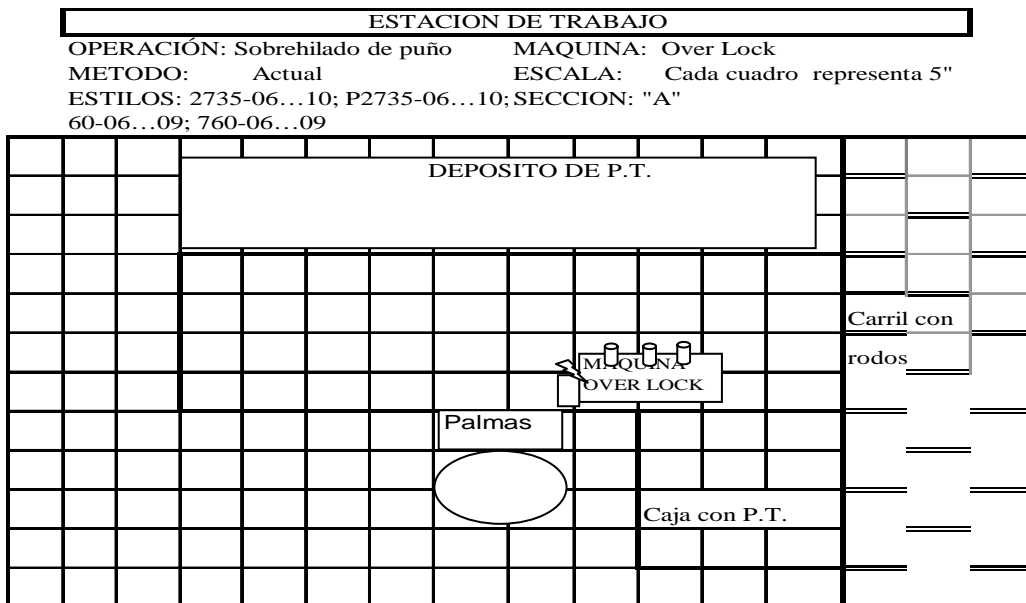 ESTACION DE TRABAJO
OPERACIÓN: Sobrehilado de puño MAQUINA: Over Lock
METODO: Actual ESCALA: Cada cuadro representa 5"
ESTILOS: 2735-06…10; P2735-06…10; SECCION: "A"
60-06…09; 760-06…09
DEPOSITO DE P.T.
Carril con
rodos
MAQUINA
OVER LOCK
Palmas
Caja con P.T.